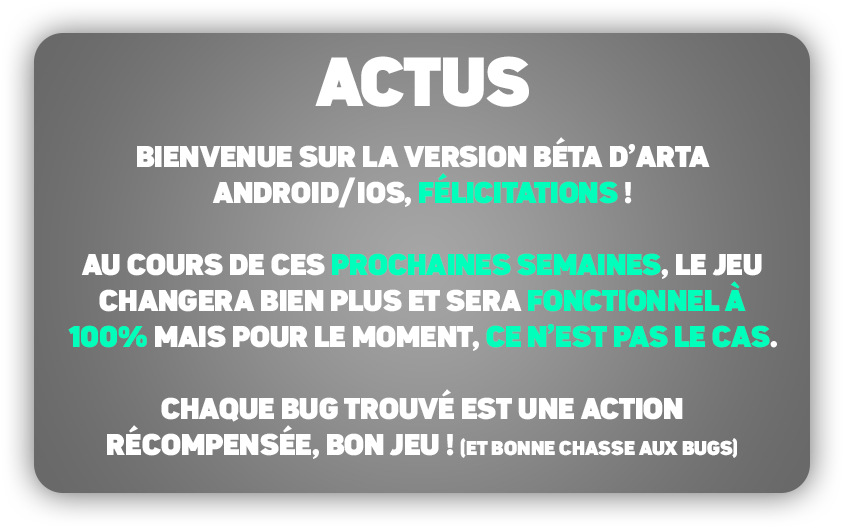 ACTUS
BIENVENUE SUR LA VERSION BÉTA D’ARTA
ANDROID/IOS, FÉLICITATIONS !
AU COURS DE CES PROCHAINES SEMAINES, LE JEU
CHANGERA BIEN PLUS ET SERA FONCTIONNEL À
100% MAIS POUR LE MOMENT, CE N’EST PAS LE CAS.
CHAQUE BUG TROUVÉ EST UNE ACTION
RÉCOMPENSÉE, BON JEU ! (ET BONNE CHASSE AUX BUGS)